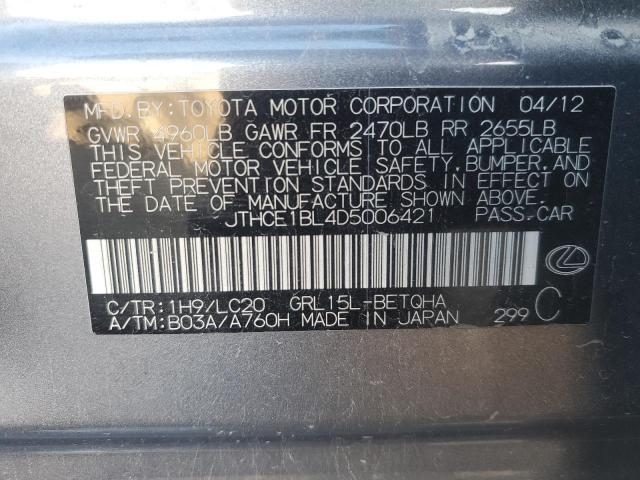 MFD.BY:TOYOTA MOTOR CORPORATION 04/12
GVWR 4960LB GAWR FR 2470LB RR 2655LB
THIS VEHICLE CONFORMS TO ALL APPLICABLE
FEDERAL MOTOR VEHICLE SAFETY, BUMPER, AND
THEFT PREVENTION STANDARDS IN EFFECT ON
THE DATE OF MANUFACTURE SHOWN ABOVE.
JTHCE1BL4D5006421 PASS.CAR
C/TR:1H9/LC20 GRL15L-BETQHA C
A/TM:B03A/A760H MADE IN JAPAN 299